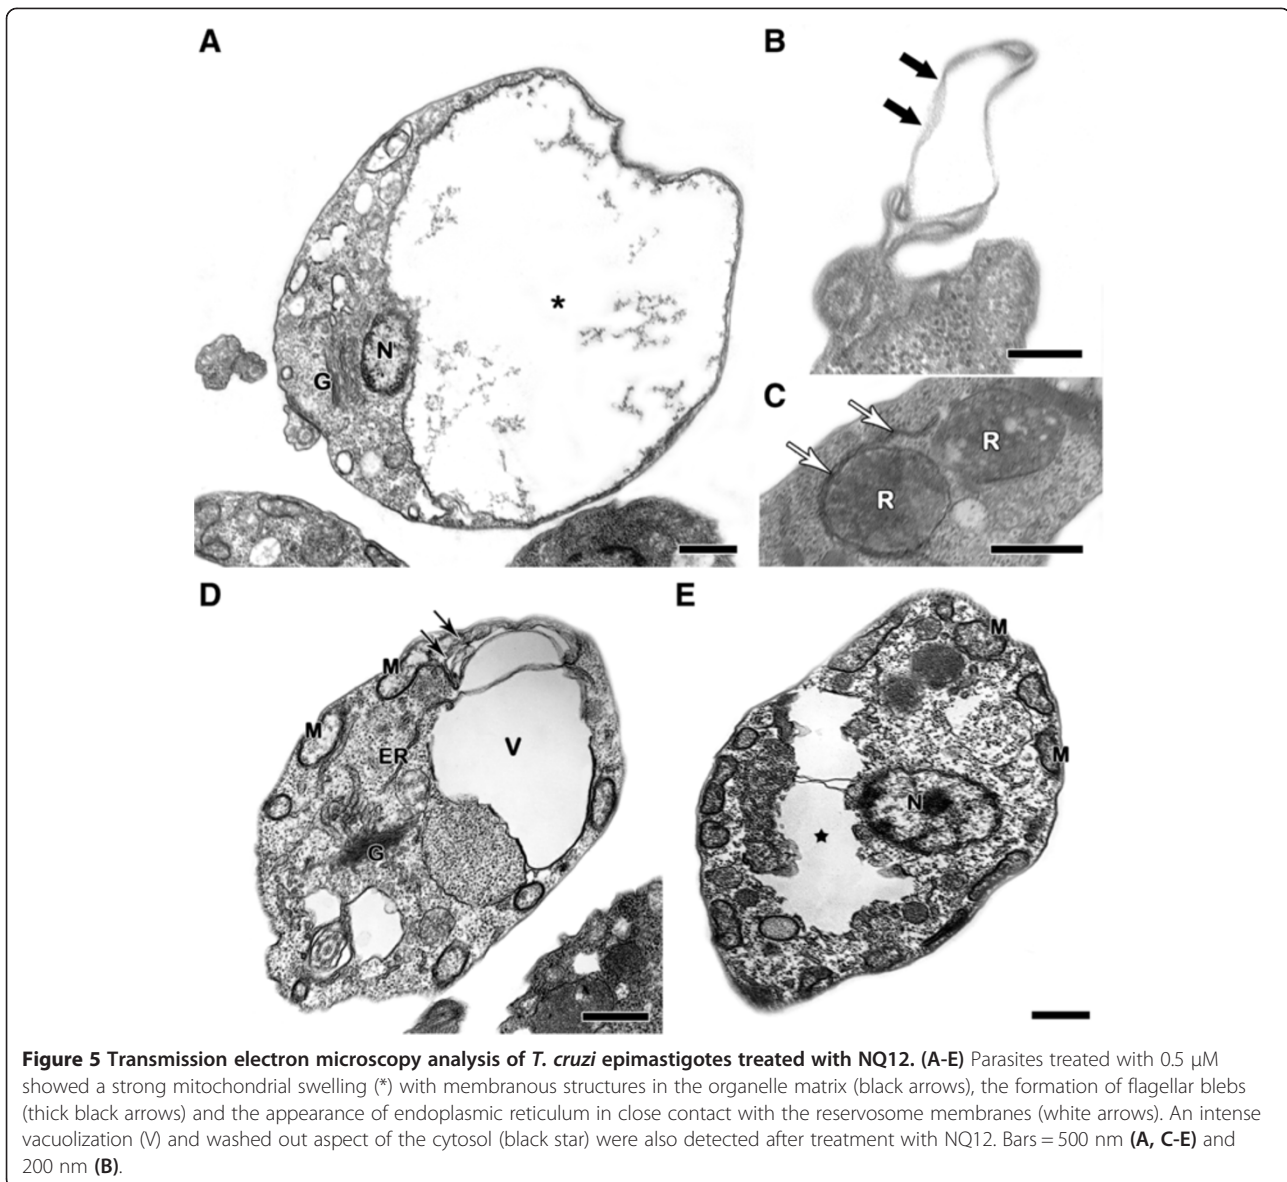 A
B
*
N
G
C
R
R
D
E
M
M
M
V
ER
M
N
★
G
Figure 5 Transmission electron microscopy analysis of T. cruzi epimastigotes treated with NQ12. (A-E) Parasites treated with 0.5 μM
showed a strong mitochondrial swelling (*) with membranous structures in the organelle matrix (black arrows), the formation of flagellar blebs
(thick black arrows) and the appearance of endoplasmic reticulum in close contact with the reservosome membranes (white arrows). An intense
vacuolization (V) and washed out aspect of the cytosol (black star) were also detected after treatment with NQ12. Bars = 500 nm (A, C-E) and
200 nm (B).